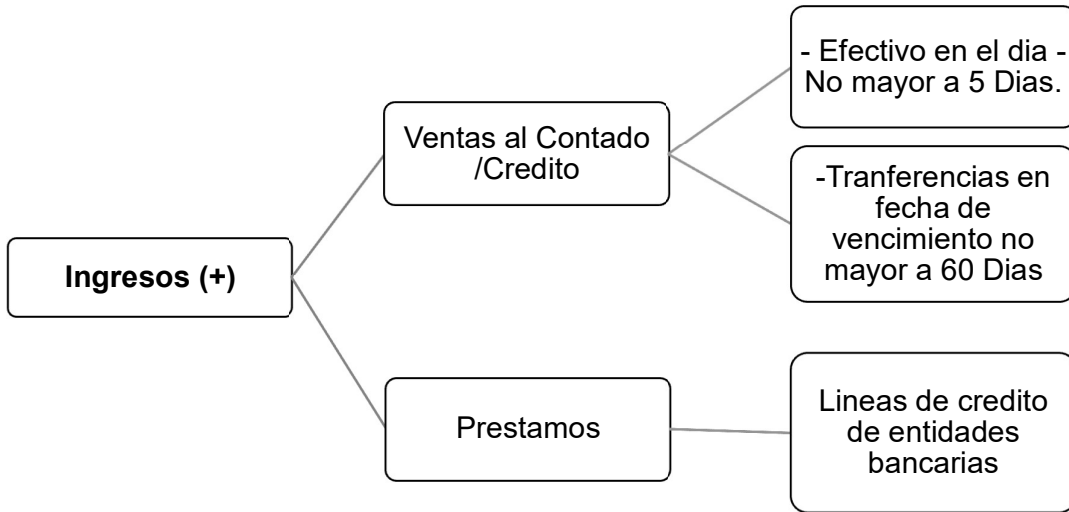 Ingresos (+)
Ventas al Contado
/Credito
- Efectivo en el dia -
No mayor a 5 Dias.
-Tranferencias en
fecha de
vencimiento no
mayor a 60 Dias
Prestamos
Lineas de credito
de entidades
bancarias